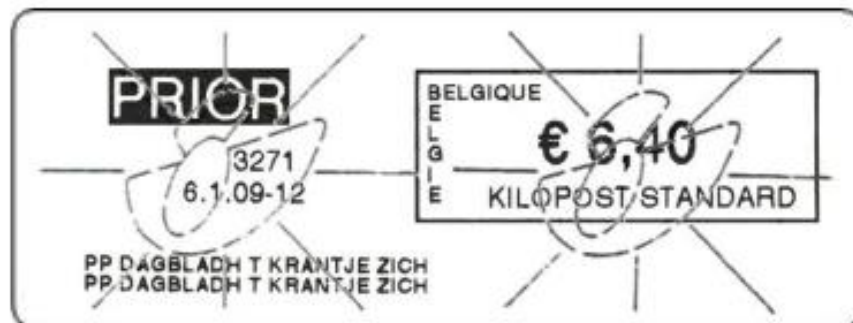 PRIOR
3271
6.1.09-12
PP DAGBLADH T KRANTJE ZICH
PP DAGBLADH T KRANTJE ZICH
BELGIQUE
BELGIE
€ 6,40
KILOPOST STANDARD